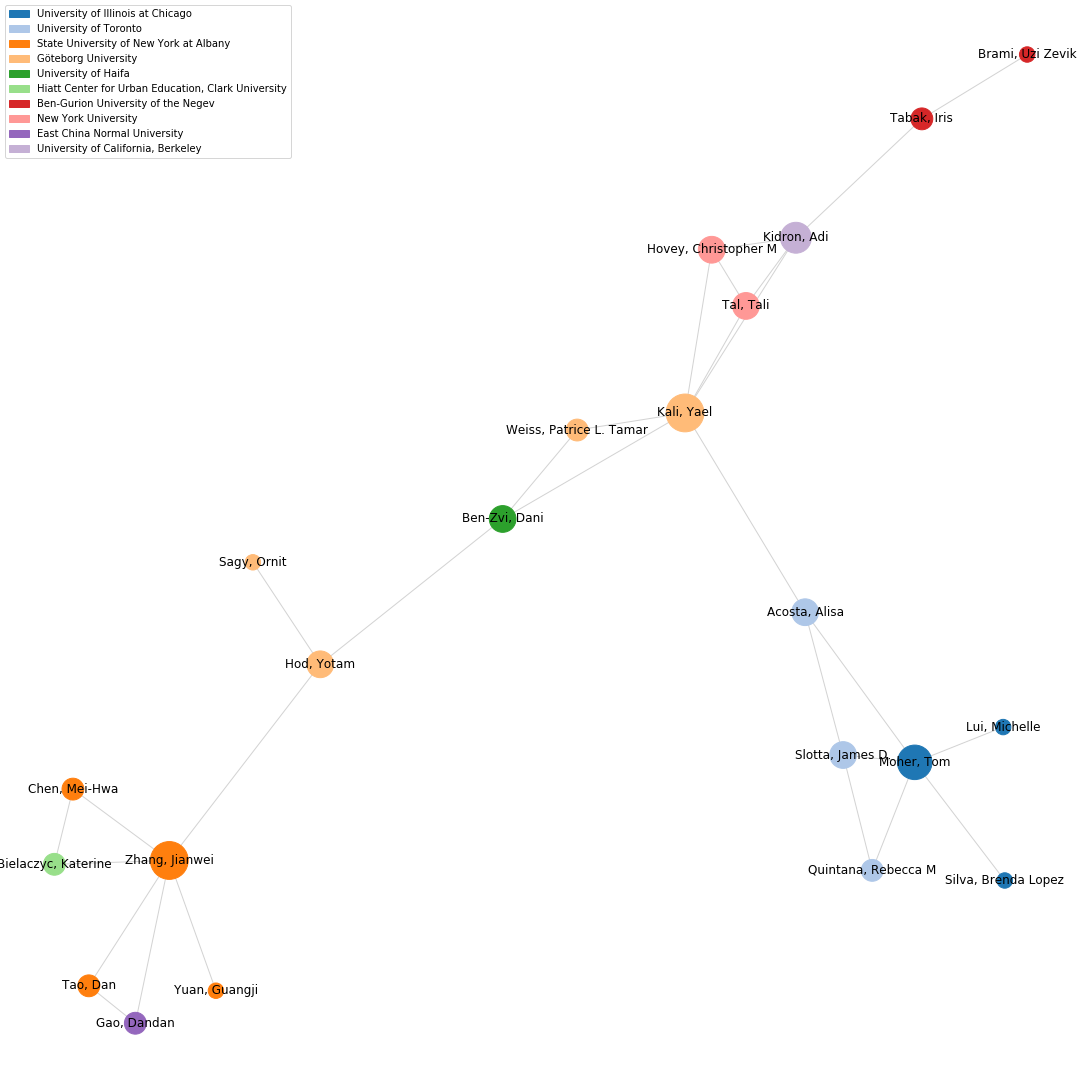 University of Illinois at Chicago
University of Toronto
State University of New York at Albany
Göteborg University
University of Haifa
Hiatt Center for Urban Education, Clark University
Ben-Gurion University of the Negev
New York University
East China Normal University
University of California, Berkeley
Brami, Uzi Zevik
Tabak, Iris
Kidron, Adi
Hovey, Christopher M
Tal, Tali
Kali, Yael
Weiss, Patrice L. Tamar
Ben-Zvi, Dani
Sagy, Ornit
Acosta, Alisa
Hod, Yotam
Lui, Michelle
Slotta, James D.
Moher, Tom
Chen, Mei-Hwa
Zhang, Jianwei
Bielaczyc, Katerine
Quintana, Rebecca M
Silva, Brenda Lopez
Tao, Dan
Yuan, Guangji
Gao, Dandan